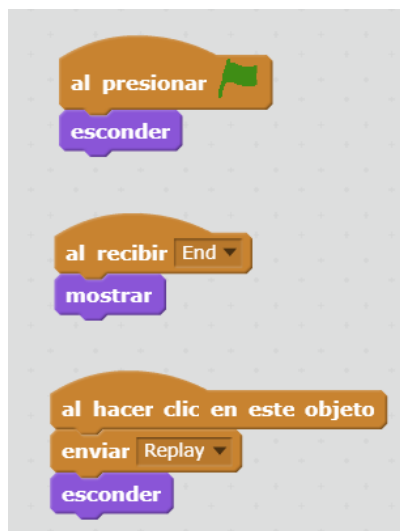 al presionar
esconder
al recibir End
mostrar
al hacer clic en este objeto
enviar Replay
esconder